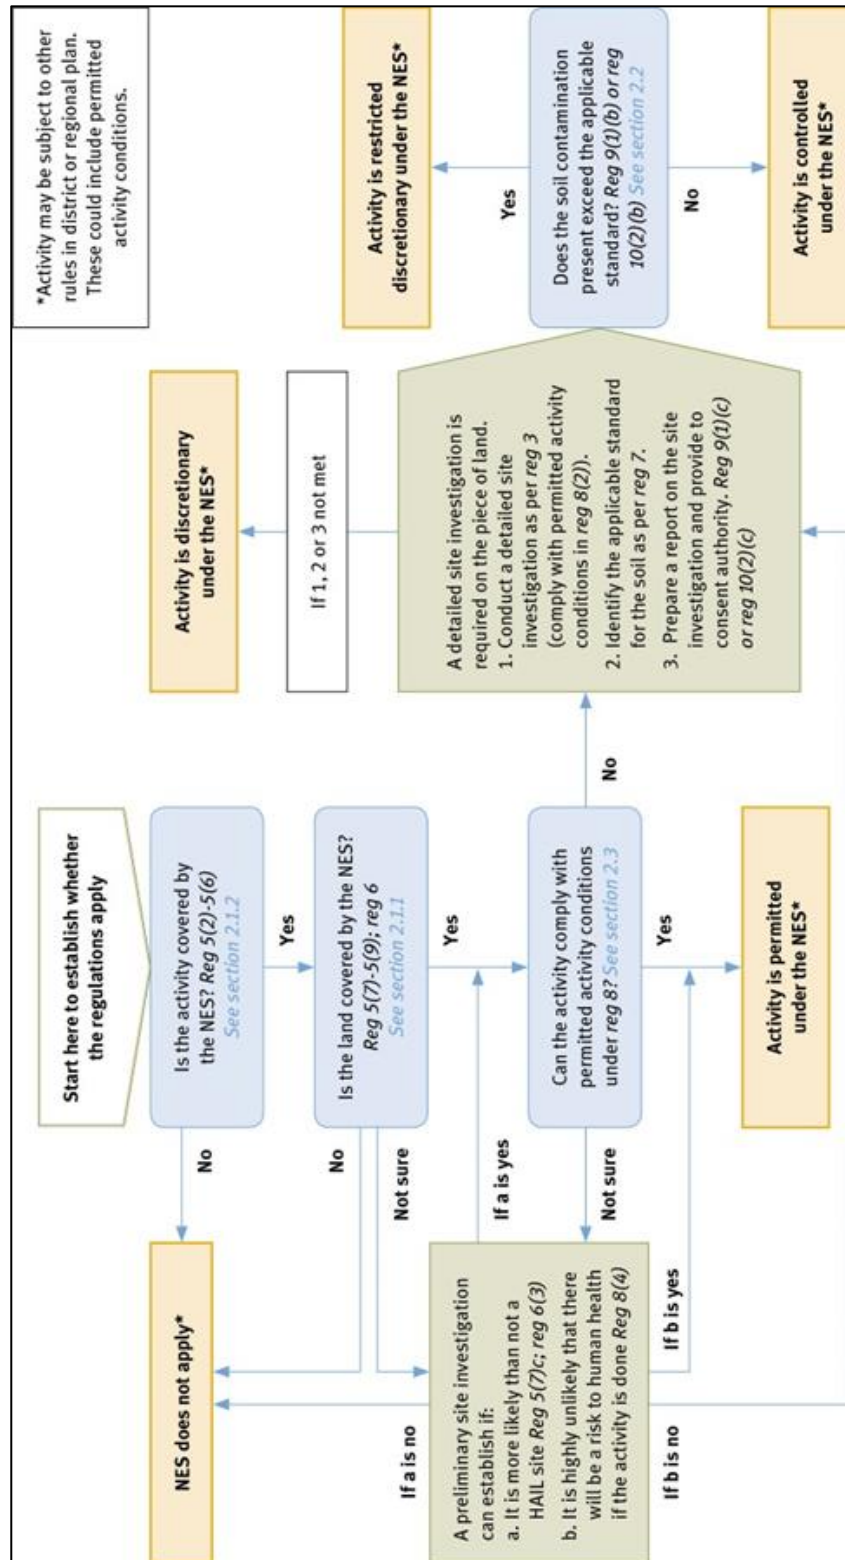 Start here to establish whether
the regulations apply
*Activity may be subject to other
rules in district or regional plan.
These could include permitted
activity conditions.
NES does not apply*
No
Is the activity covered by
the NES? Reg 5(2)-5(6)
See section 2.1.2
Yes
Activity is discretionary
under the NES*
No
Not sure
Is the land covered by the NES?
Reg 5(7)-5(9); reg 6
See section 2.1.1
Yes
If 1, 2 or 3 not met
Activity is restricted
discretionary under the NES*
If a is no
A preliminary site investigation
can establish if:
a. It is more likely than not a
HAIL site Reg 5(7)c; reg 6(3)
b. It is highly unlikely that there
will be a risk to human health
if the activity is done Reg 8(4)
If a is yes
Not sure
If b is yes
If b is no
Can the activity comply with
permitted activity conditions
under reg 8? See section 2.3
No
Yes
Activity is permitted
under the NES*
A detailed site investigation is
required on the piece of land.
1. Conduct a detailed site
investigation as per reg 3
(comply with permitted activity
conditions in reg 8(2)).
2. Identify the applicable standard
for the soil as per reg 7.
3. Prepare a report on the site
investigation and provide to
consent authority. Reg 9(1)(c)
or reg 10(2)(c)
Yes
Does the soil contamination
present exceed the applicable
standard? Reg 9(1)(b) or reg
10(2)(b) See section 2.2
No
Activity is controlled
under the NES*